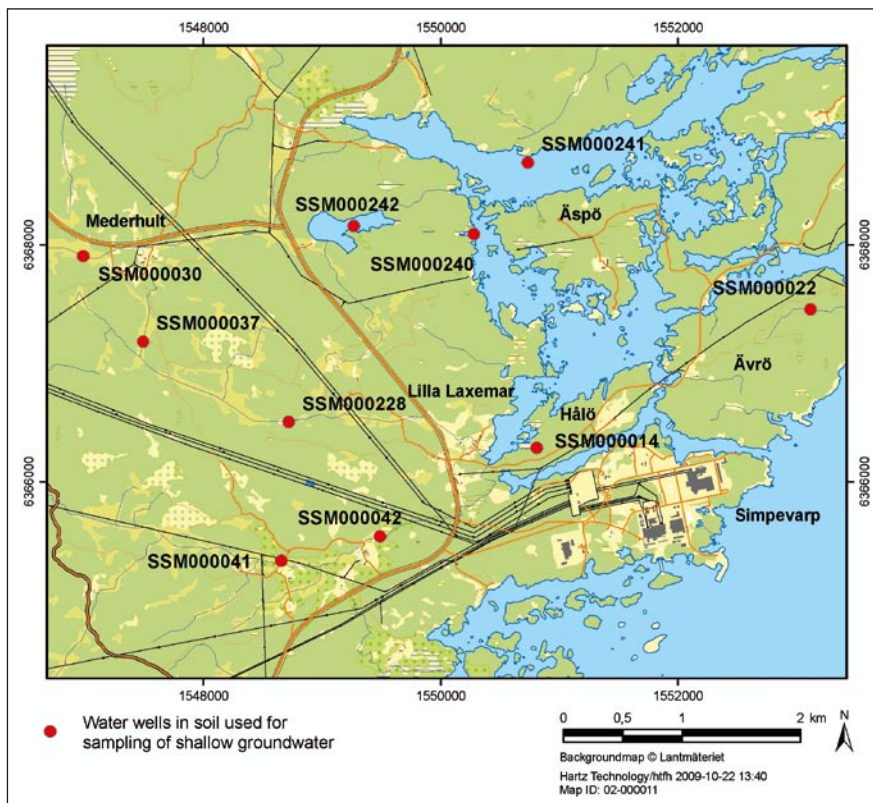 1548000
1550000
1552000
SSM000241
SSM000242
Mederhult
Äspö
6368000
6368000
SSM000240
SSM000030
SSM000022
SSM000037
Ävrö
Lilla Laxemar
SSM000228
Hålö
SSM000014
6366000
6366000
SSM000042
Simpevarp
SSM000041
1548000
1550000
1552000
Water wells in soil used for
sampling of shallow groundwater
0 0,5 1 2 km
N
Backgroundmap © Lantmäteriet
Hartz Technology/htfh 2009-10-22 13:40
Map ID: 02-000011